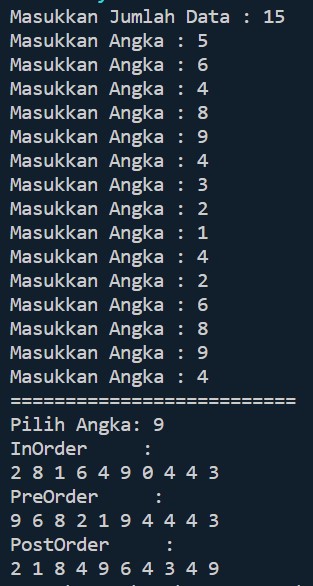 Masukkan Jumlah Data : 15
Masukkan Angka : 5
Masukkan Angka : 6
Masukkan Angka : 4
Masukkan Angka : 8
Masukkan Angka : 9
Masukkan Angka : 4
Masukkan Angka : 3
Masukkan Angka : 2
Masukkan Angka : 1
Masukkan Angka : 4
Masukkan Angka : 2
Masukkan Angka : 6
Masukkan Angka : 8
Masukkan Angka : 9
Masukkan Angka : 4
==========================
Pilih Angka: 9
InOrder    :
2 8 1 6 4 9 0 4 4 3
PreOrder    :
9 6 8 2 1 9 4 4 4 3
PostOrder    :
2 1 8 4 9 6 4 3 4 9